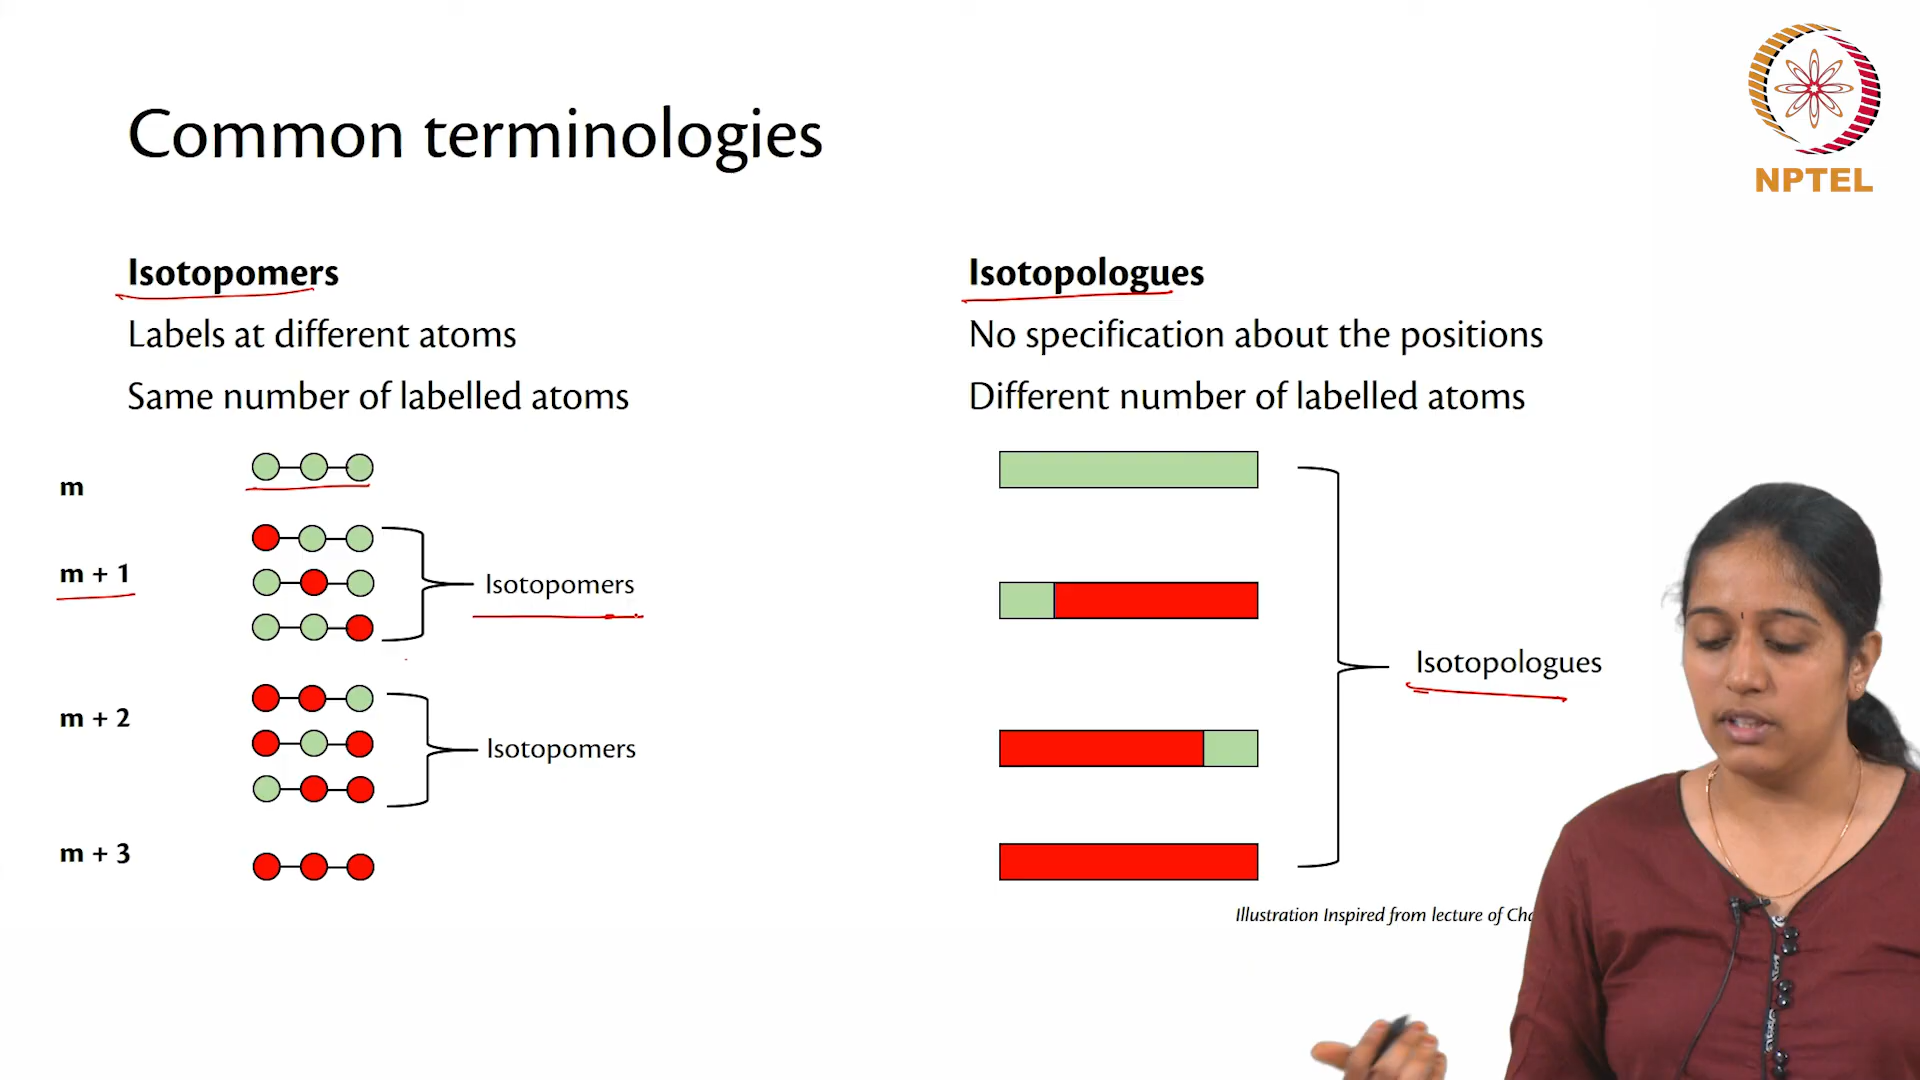 Common terminologies
NPTEL
Isotopomers
Labels at different atoms
Same number of labelled atoms
m
m + 1
Isotopomers
m + 2
Isotopomers
m + 3
Isotopologues
No specification about the positions
Different number of labelled atoms
Isotopologues
Illustration Inspired from lecture of